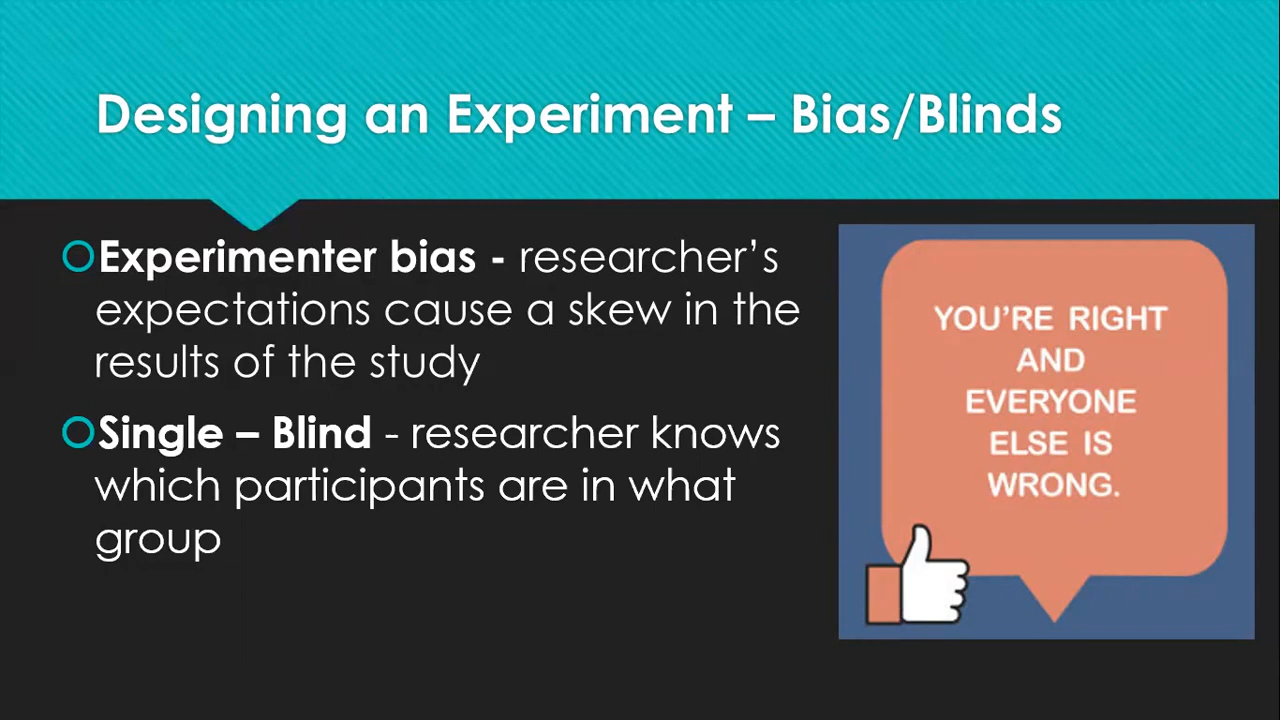 Designing an Experiment – Bias/Blinds
Experimenter bias - researcher’s
expectations cause a skew in the
results of the study
Single – Blind - researcher knows
which participants are in what
group
YOU’RE RIGHT
AND
EVERYONE
ELSE IS
WRONG.